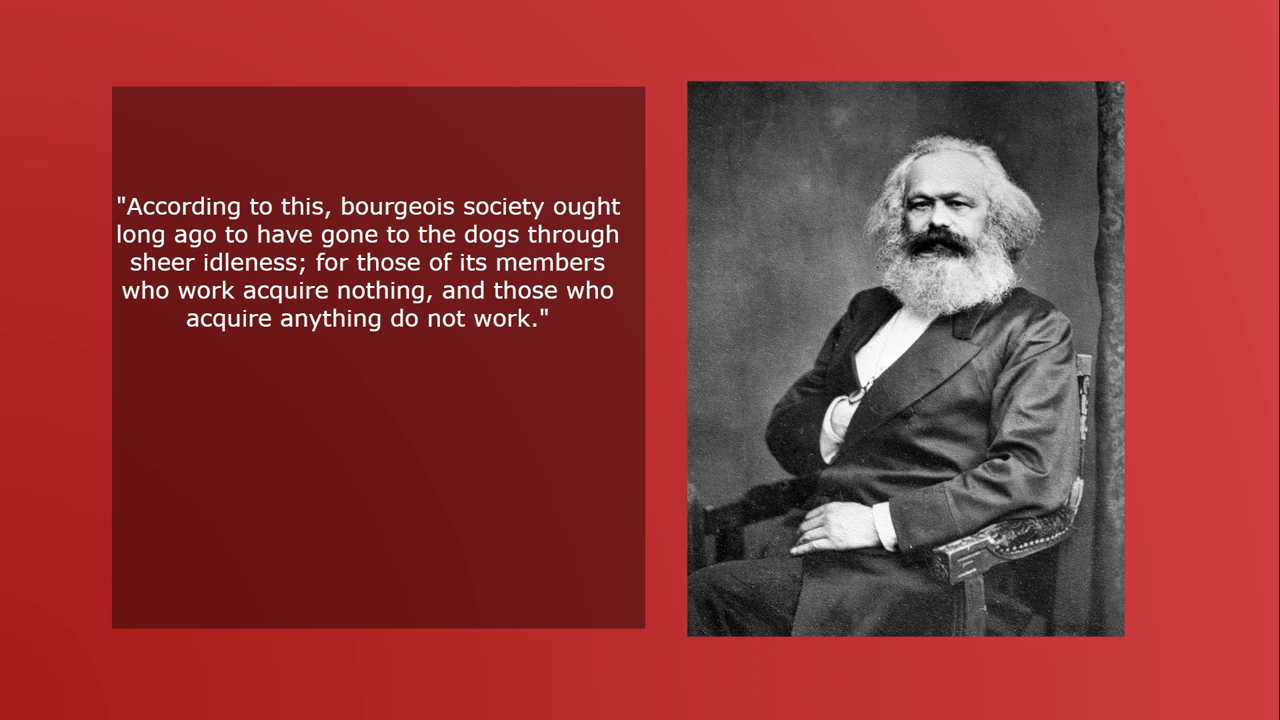 "According to this, bourgeois society ought
long ago to have gone to the dogs through
sheer idleness; for those of its members
who work acquire nothing, and those who
acquire anything do not work."